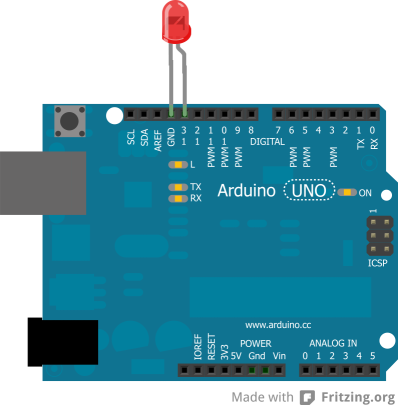 SCL
SDA
AREF
GND
13
12
PWM 11
PWM 10
PWM 9
8
DIGITAL
7
PWM 6
PWM 5
4
PWM 3
2
TX 1
RX 0
L
TX
RX
Arduino UNO
ON
1
ICSP
www.arduino.cc
POWER
ANALOG IN
IOREF
RESET
3V3
5V
Gnd
Vin
0 1 2 3 4 5
Made with Fritzing.org